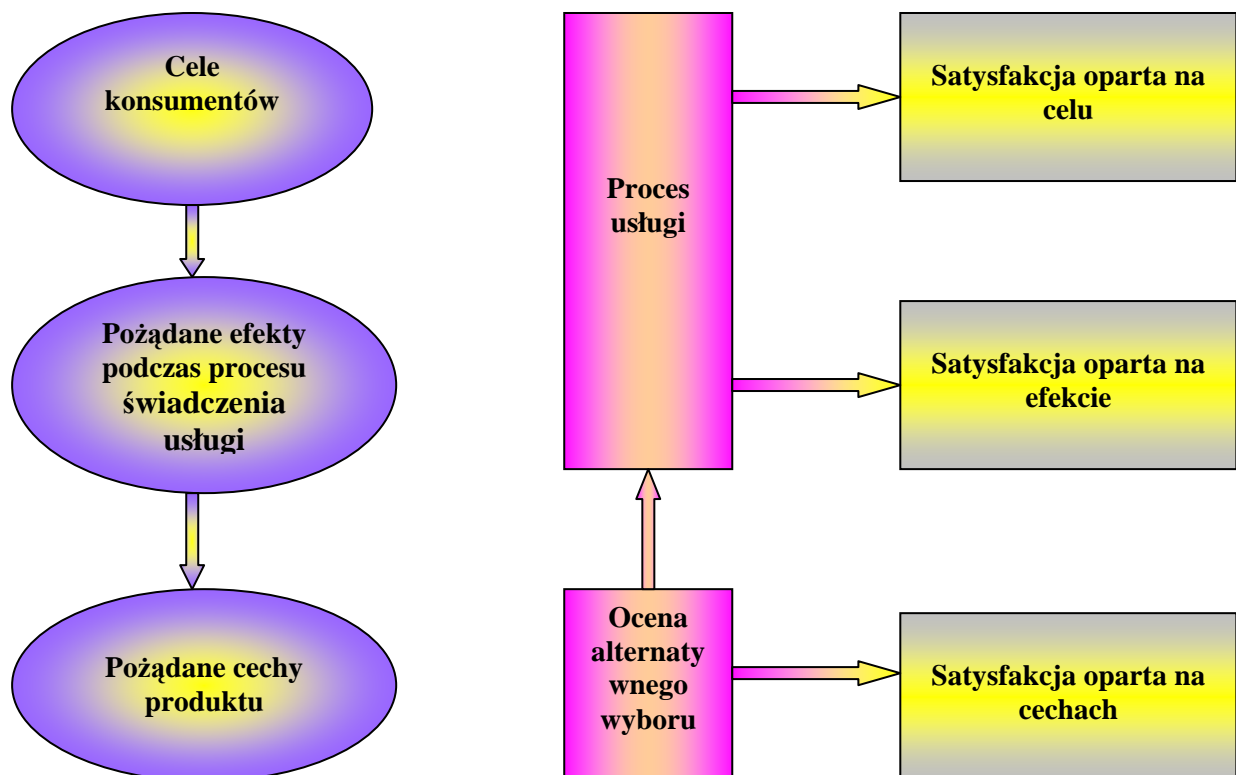 Cele
konsumentów
Pożądane efekty
podczas procesu
świadczenia
usługi
Pożądane cechy
produktu
Proces
usługi
Ocena
alternaty
wnego
wyboru
Satysfakcja oparta na
celu
Satysfakcja oparta na
efekcie
Satysfakcja oparta na
cechach